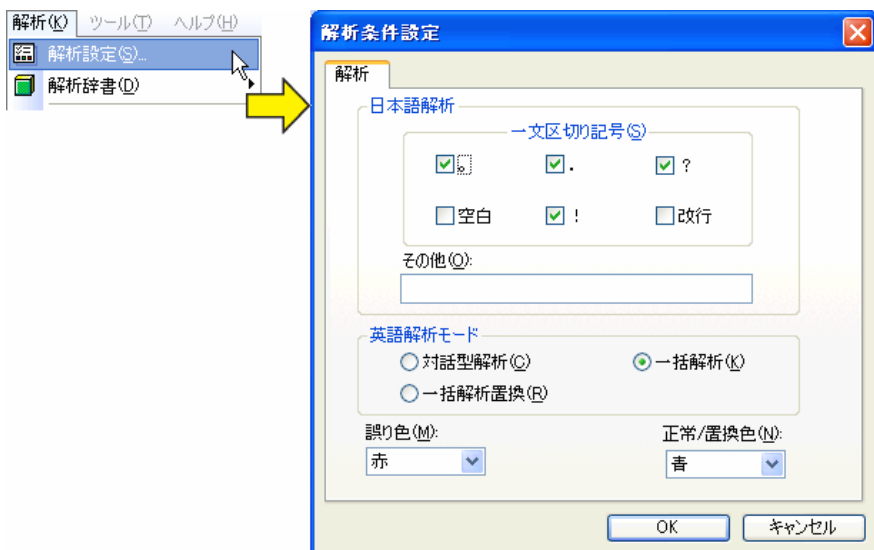 解析(K) ツール(T) ヘルプ(H)
解析設定(S)...
解析辞書(D)
解析条件設定
解析
日本語解析
一文区切り記号(S)
。 . ?
空白 ! 改行
その他(O):
英語解析モード
対話型解析(C) 一括解析(K)
一括解析置換(R)
誤り色(M): 正常/置換色(N):
赤 青
OK キャンセル